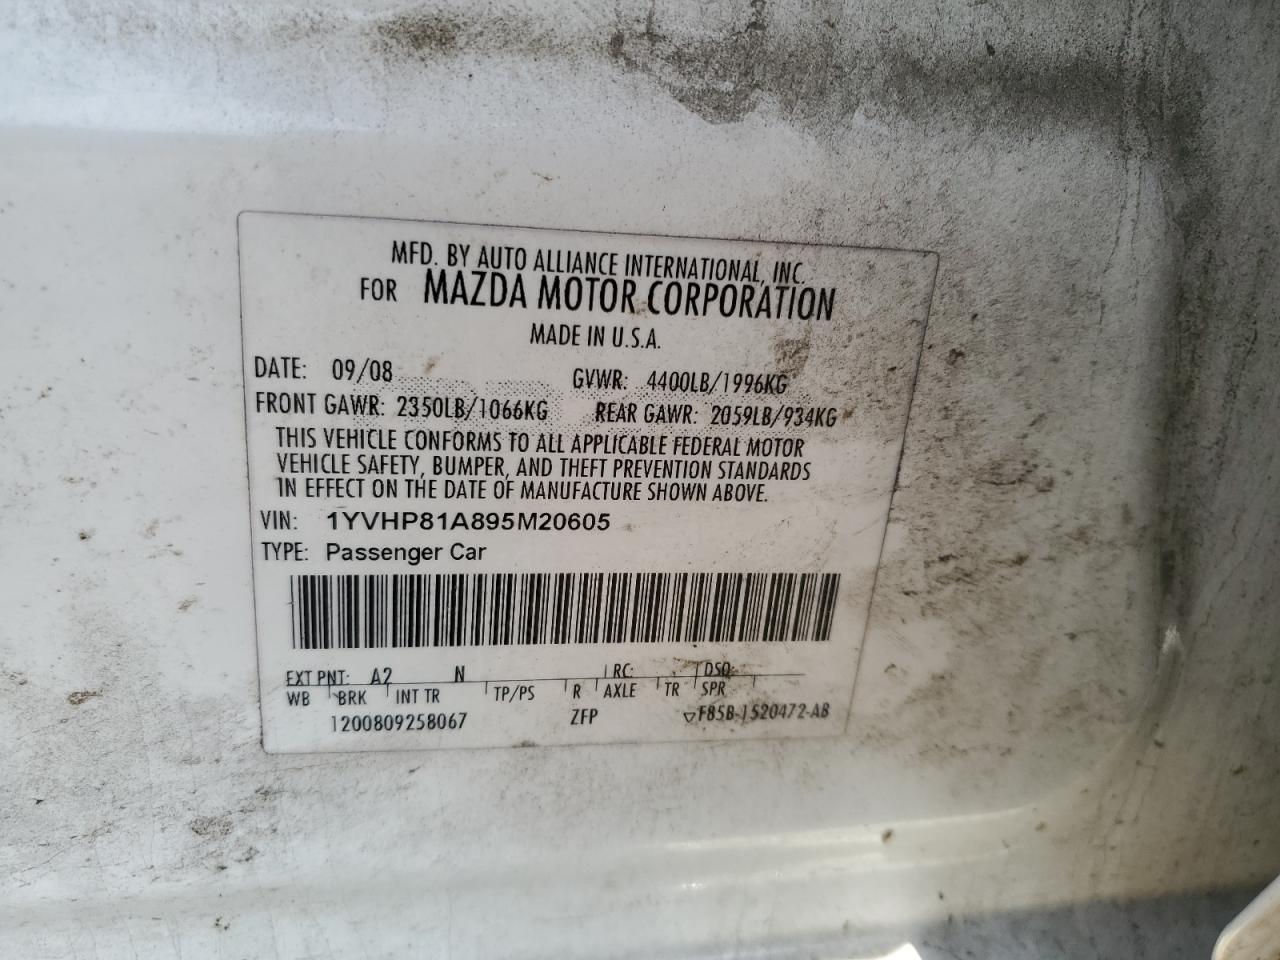 MFD. BY AUTO ALLIANCE INTERNATIONAL, INC.
FOR MAZDA MOTOR CORPORATION
MADE IN U.S.A.
DATE: 09/08 GVWR: 4400LB/1996KG
FRONT GAWR: 2350LB/1066KG REAR GAWR: 2059LB/934KG
THIS VEHICLE CONFORMS TO ALL APPLICABLE FEDERAL MOTOR
VEHICLE SAFETY, BUMPER, AND THEFT PREVENTION STANDARDS
IN EFFECT ON THE DATE OF MANUFACTURE SHOWN ABOVE.
VIN: 1YVHP81A895M20605
TYPE: Passenger Car
EXT PNT: A2 N RC: DSO:
WB BRK INT TR TP/PS R AXLE TR SPR
1200809258067 ZFP ▽F85B-1520472-AB